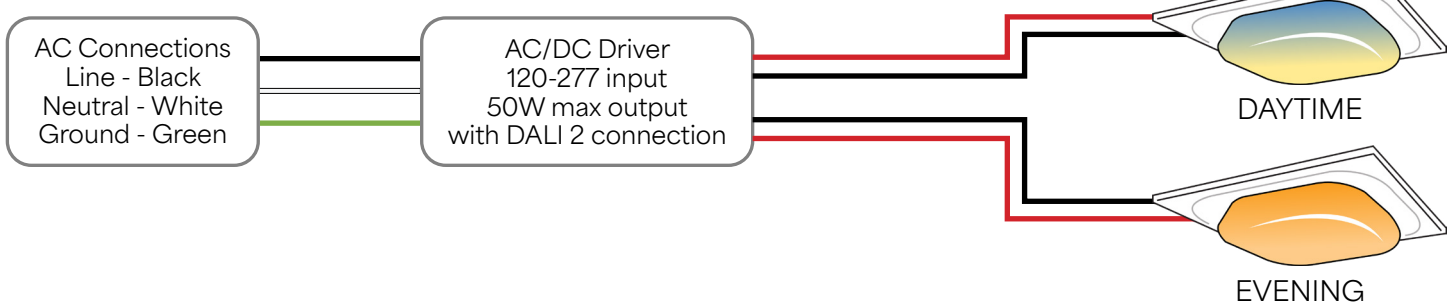 AC Connections
Line - Black
Neutral - White
Ground - Green
AC/DC Driver
120-277 input
50W max output
with DALI 2 connection
DAYTIME
EVENING